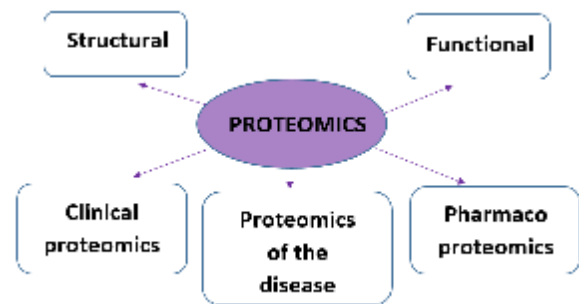 Structural
Functional
PROTEOMICS
Clinical
proteomics
Proteomics
of the
disease
Pharmaco
proteomics